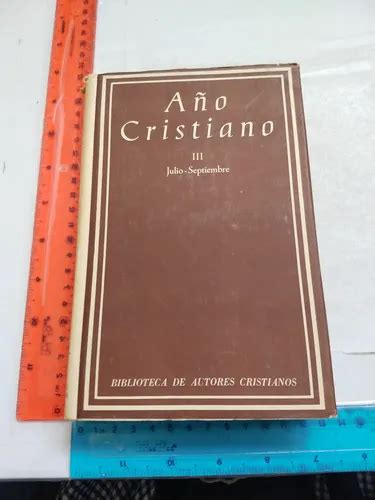 Año
Cristiano
III
Julio-Septiembre
BIBLIOTECA DE AUTORES CRISTIANOS